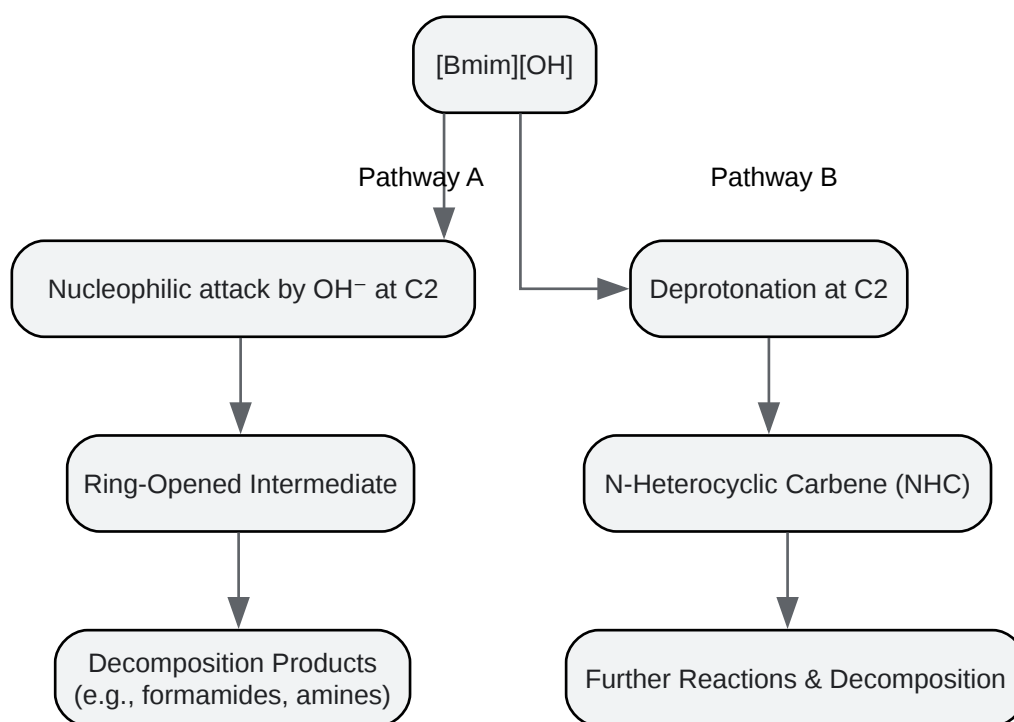 [Bmim][OH]
Pathway A
Pathway B
Nucleophilic attack by OH⁻ at C2
Deprotonation at C2
Ring-Opened Intermediate
N-Heterocyclic Carbene (NHC)
Decomposition Products
(e.g., formamides, amines)
Further Reactions & Decomposition